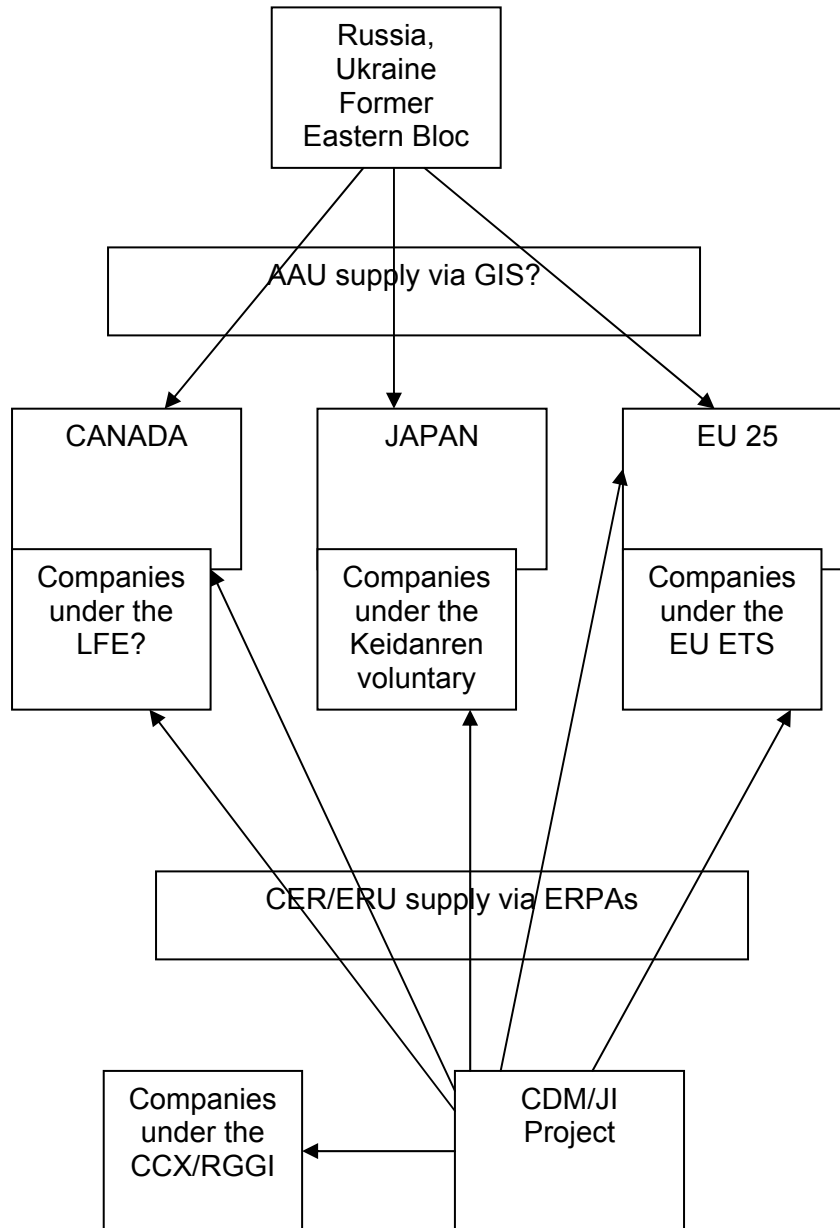 Russia,
Ukraine
Former
Eastern Bloc
AAU supply via GIS?
CANADA
JAPAN
EU 25
Companies
under the
LFE?
Companies
under the
Keidanren
voluntary
Companies
under the
EU ETS
CER/ERU supply via ERPAs
Companies
under the
CCX/RGGI
CDM/JI
Project